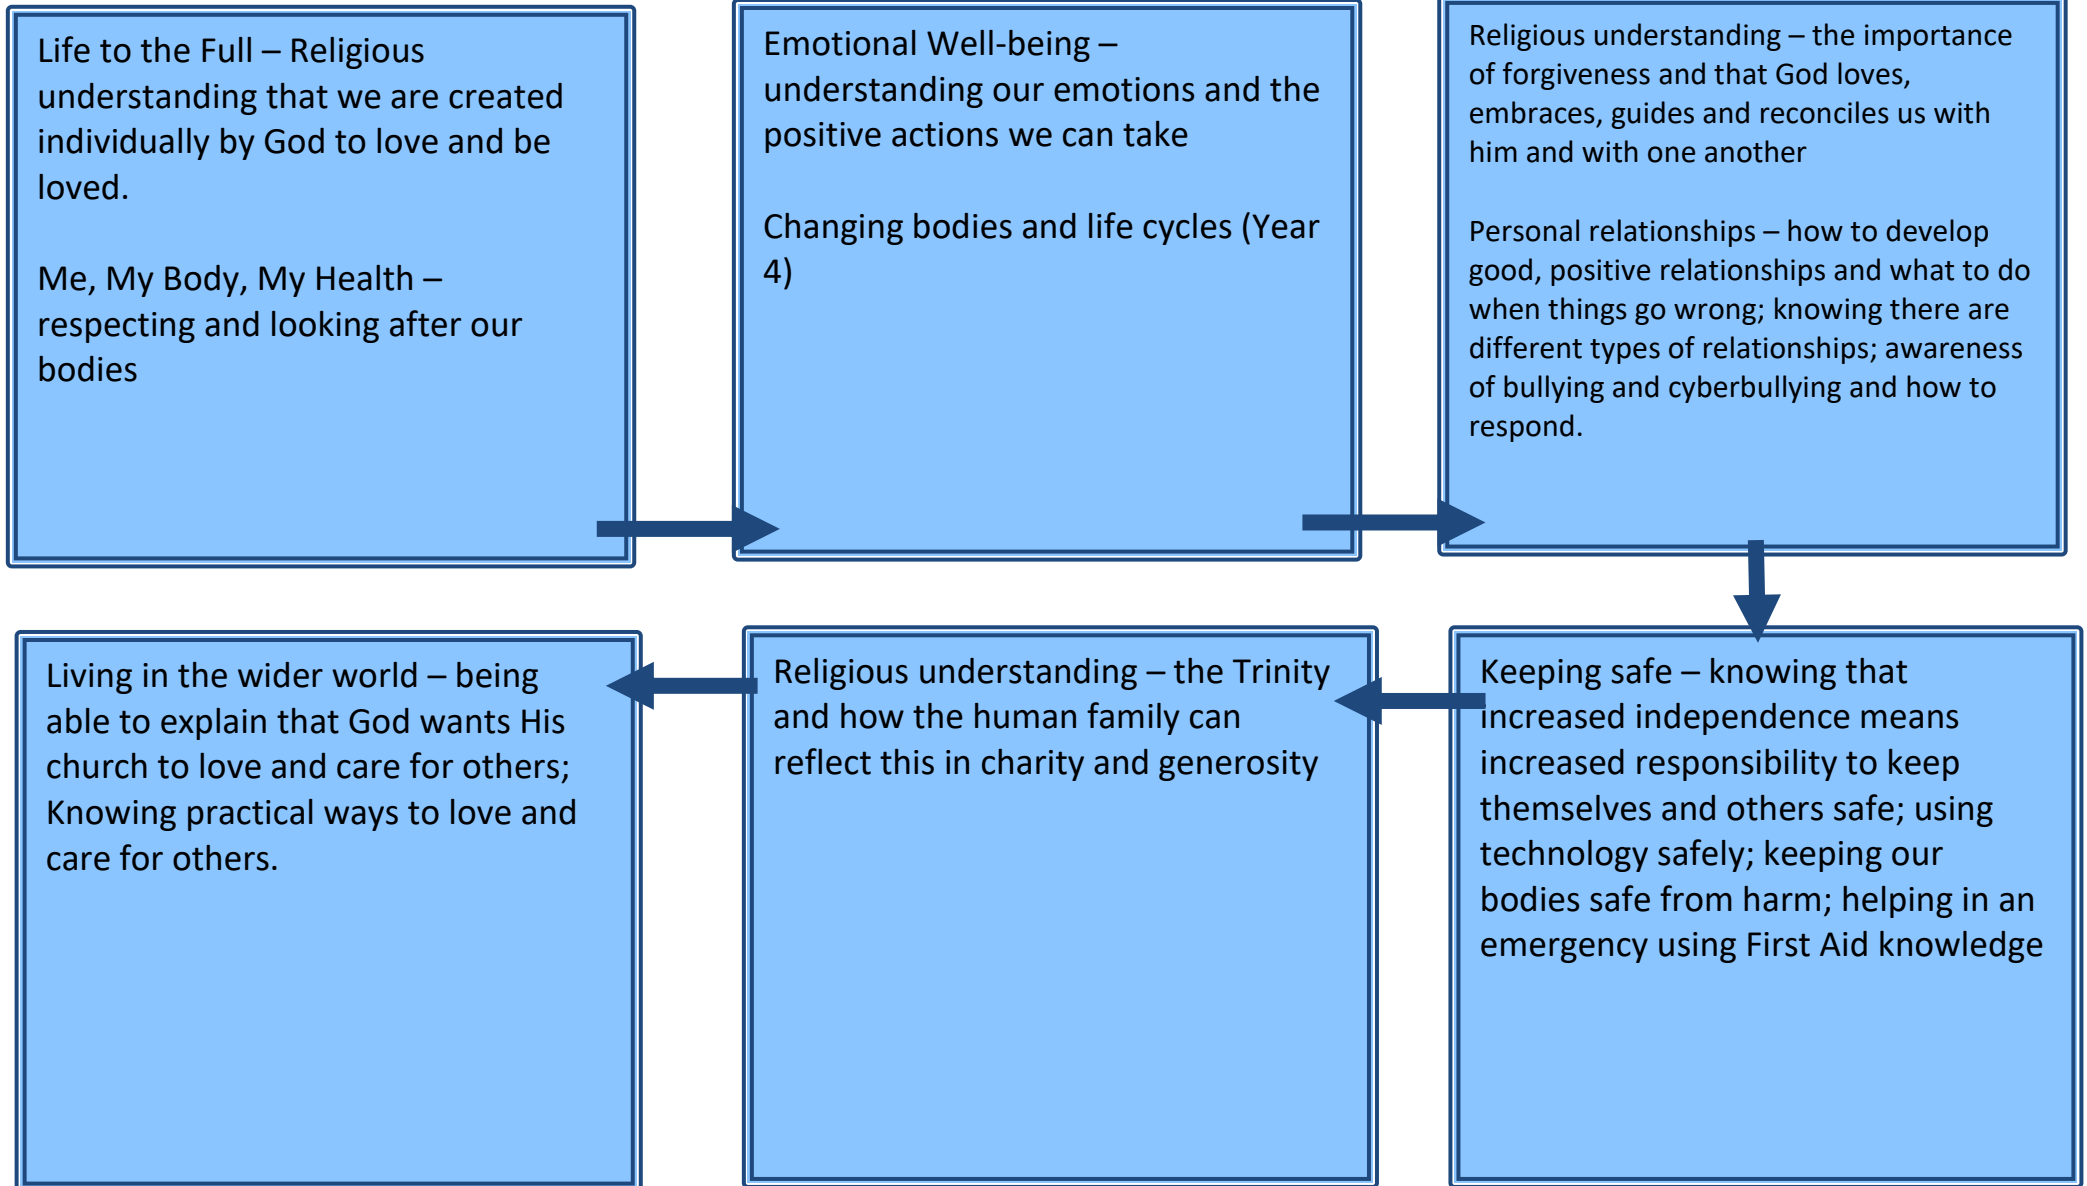 Life to the Full – Religious
understanding that we are created
individually by God to love and be
loved.
Me, My Body, My Health –
respecting and looking after our
bodies
Emotional Well-being –
understanding our emotions and the
positive actions we can take
Changing bodies and life cycles (Year
4)
Religious understanding – the importance
of forgiveness and that God loves,
embraces, guides and reconciles us with
him and with one another
Personal relationships – how to develop
good, positive relationships and what to do
when things go wrong; knowing there are
different types of relationships; awareness
of bullying and cyberbullying and how to
respond.
Keeping safe – knowing that
increased independence means
increased responsibility to keep
themselves and others safe; using
technology safely; keeping our
bodies safe from harm; helping in an
emergency using First Aid knowledge
Religious understanding – the Trinity
and how the human family can
reflect this in charity and generosity
Living in the wider world – being
able to explain that God wants His
church to love and care for others;
Knowing practical ways to love and
care for others.